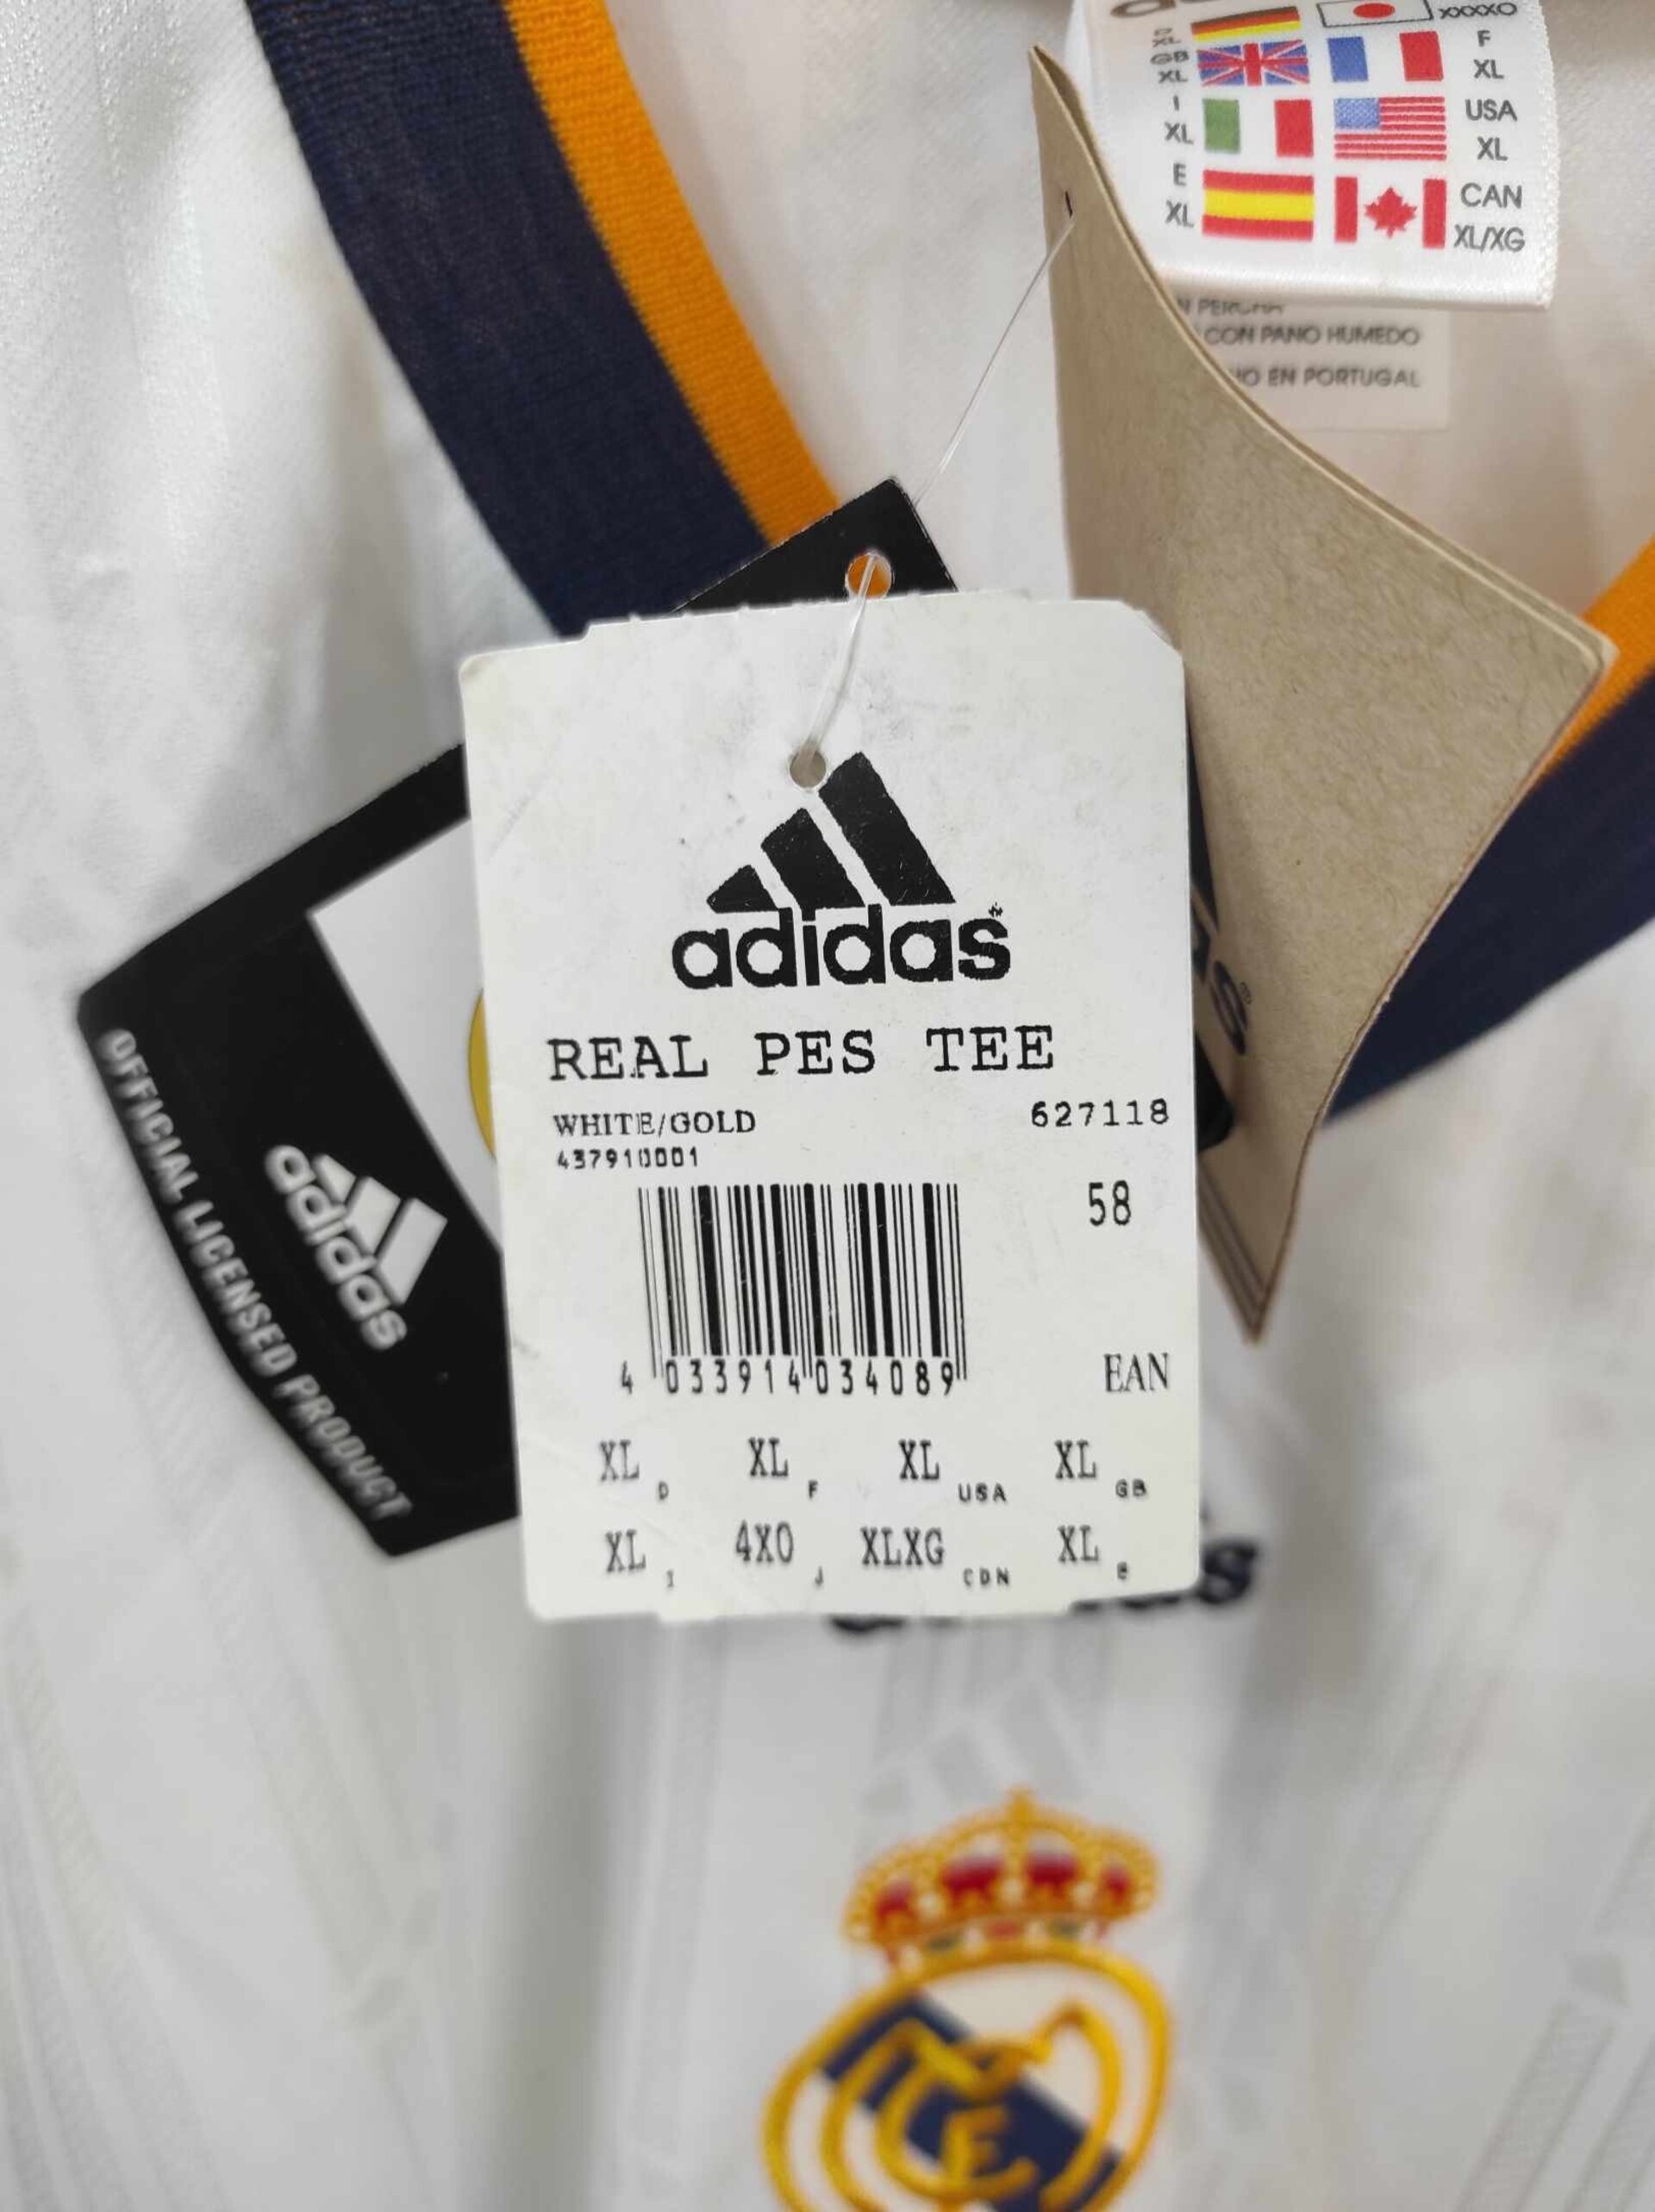 XXXXO
XL
F
GB
XL
XL
I
USA
XL
XL
E
CAN
XL
XL/XG
CON PANO HUMEDO
EN PORTUGAL
adidas
REAL PES TEE
WHITE/GOLD 627118
437910001
58
4 033914 034089 EAN
XL D XL F XL USA XL GB
XL I 4XO J XLXG CDN XL E
adidas
OFFICIAL LICENSED PRODUCT